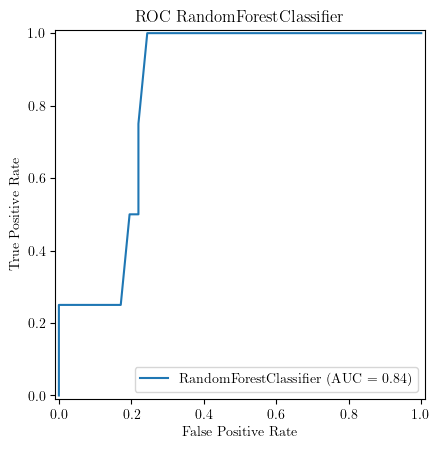 ROC RandomForestClassifier
1.0
0.8
0.6
0.4
0.2
0.0
True Positive Rate
RandomForestClassifier (AUC = 0.84)
0.0 0.2 0.4 0.6 0.8 1.0
False Positive Rate